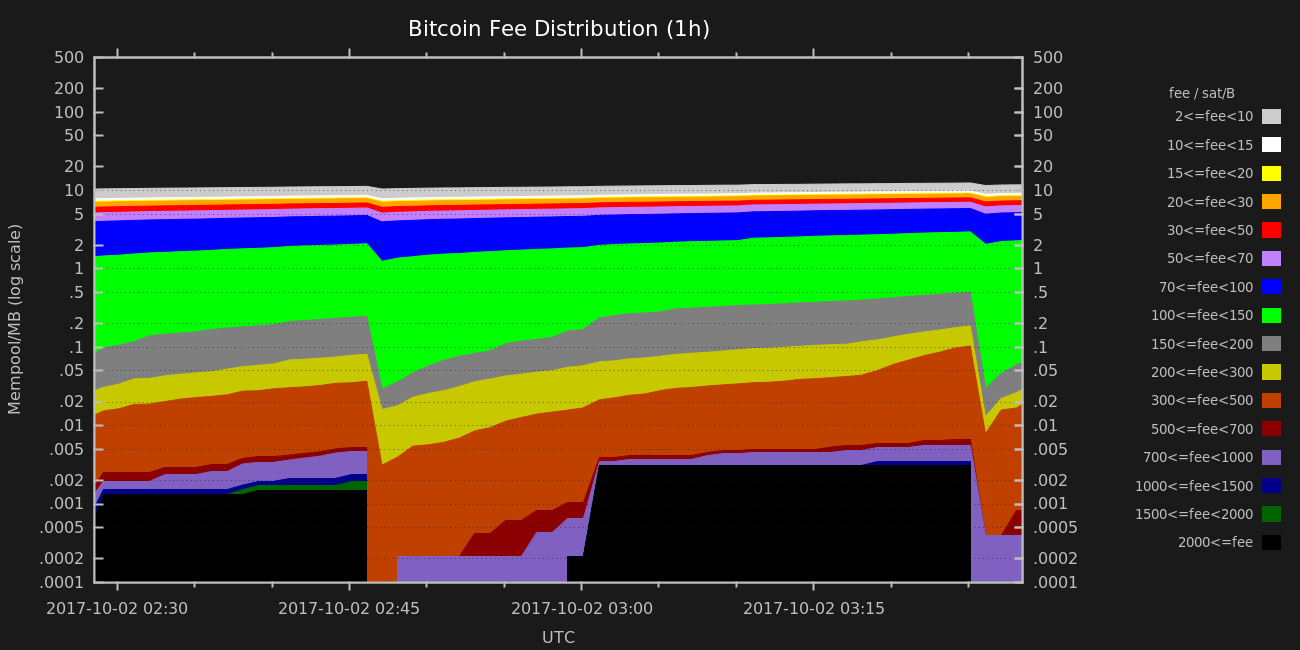 Bitcoin Fee Distribution (1h)
500
200
100
50
20
10
5
2
1
.5
.2
.1
.05
.02
.01
.005
.002
.001
.0005
.0002
.0001
Mempool/MB (log scale)
500
200
100
50
20
10
5
2
1
.5
.2
.1
.05
.02
.01
.005
.002
.001
.0005
.0002
.0001
2017-10-02 02:30 2017-10-02 02:45 2017-10-02 03:00 2017-10-02 03:15
UTC
fee / sat/B
2<=fee<10
10<=fee<15
15<=fee<20
20<=fee<30
30<=fee<50
50<=fee<70
70<=fee<100
100<=fee<150
150<=fee<200
200<=fee<300
300<=fee<500
500<=fee<700
700<=fee<1000
1000<=fee<1500
1500<=fee<2000
2000<=fee